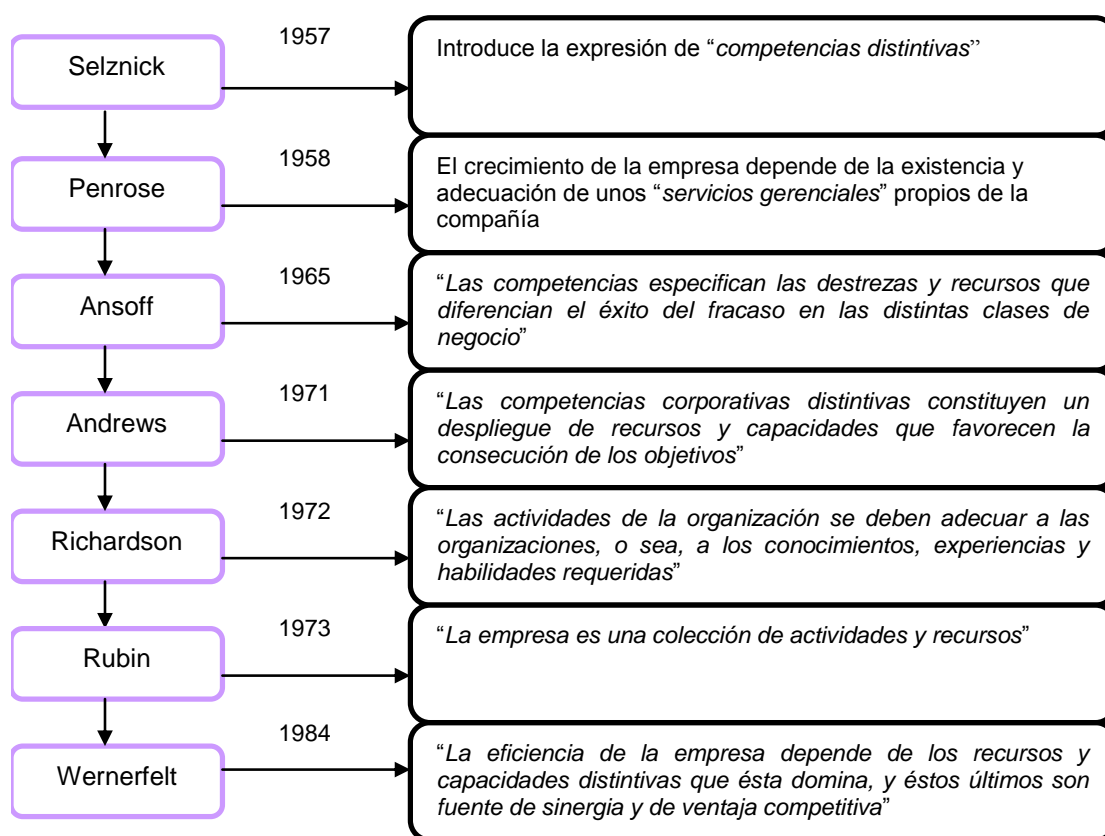 1957
Selznick
Introduce la expresión de “competencias distintivas”
1958
Penrose
El crecimiento de la empresa depende de la existencia y
adecuación de unos “servicios gerenciales” propios de la
compañía
1965
Ansoff
“Las competencias especifican las destrezas y recursos que
diferencian el éxito del fracaso en las distintas clases de
negocio”
1971
Andrews
“Las competencias corporativas distintivas constituyen un
despliegue de recursos y capacidades que favorecen la
consecución de los objetivos”
1972
Richardson
“Las actividades de la organización se deben adecuar a las
organizaciones, o sea, a los conocimientos, experiencias y
habilidades requeridas”
1973
Rubin
“La empresa es una colección de actividades y recursos”
1984
Wernerfelt
“La eficiencia de la empresa depende de los recursos y
capacidades distintivas que ésta domina, y éstos últimos son
fuente de sinergia y de ventaja competitiva”